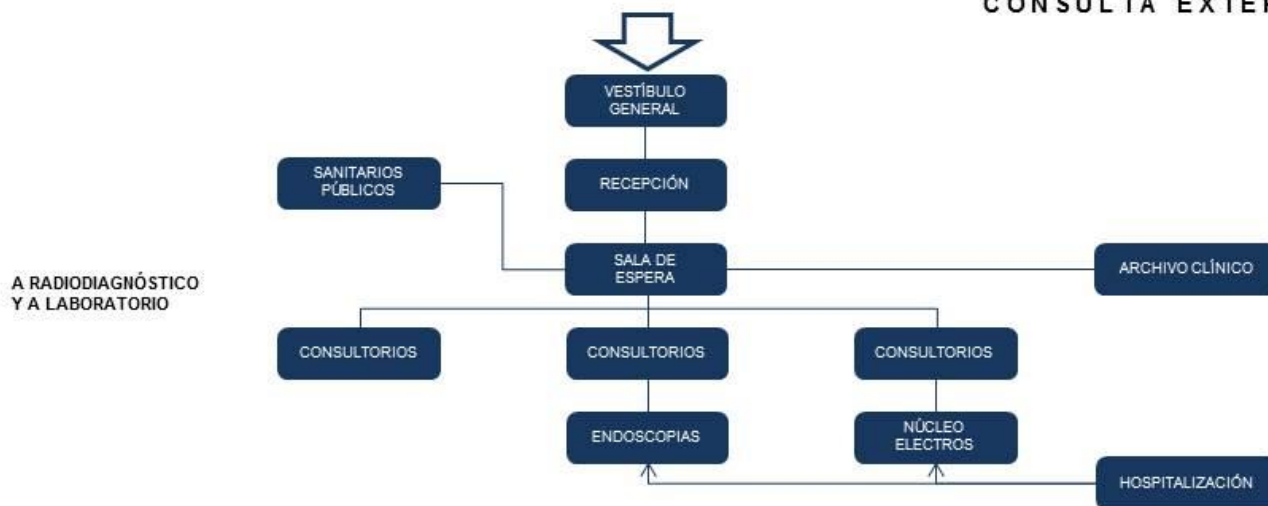 CONSULTA EXTER
VESTÍBULO
GENERAL
SANITARIOS
PÚBLICOS
RECEPCIÓN
SALA DE
ESPERA
ARCHIVO CLÍNICO
A RADIODIAGNÓSTICO
Y A LABORATORIO
CONSULTORIOS
CONSULTORIOS
CONSULTORIOS
ENDOSCOPIAS
NÚCLEO
ELECTROS
HOSPITALIZACIÓN